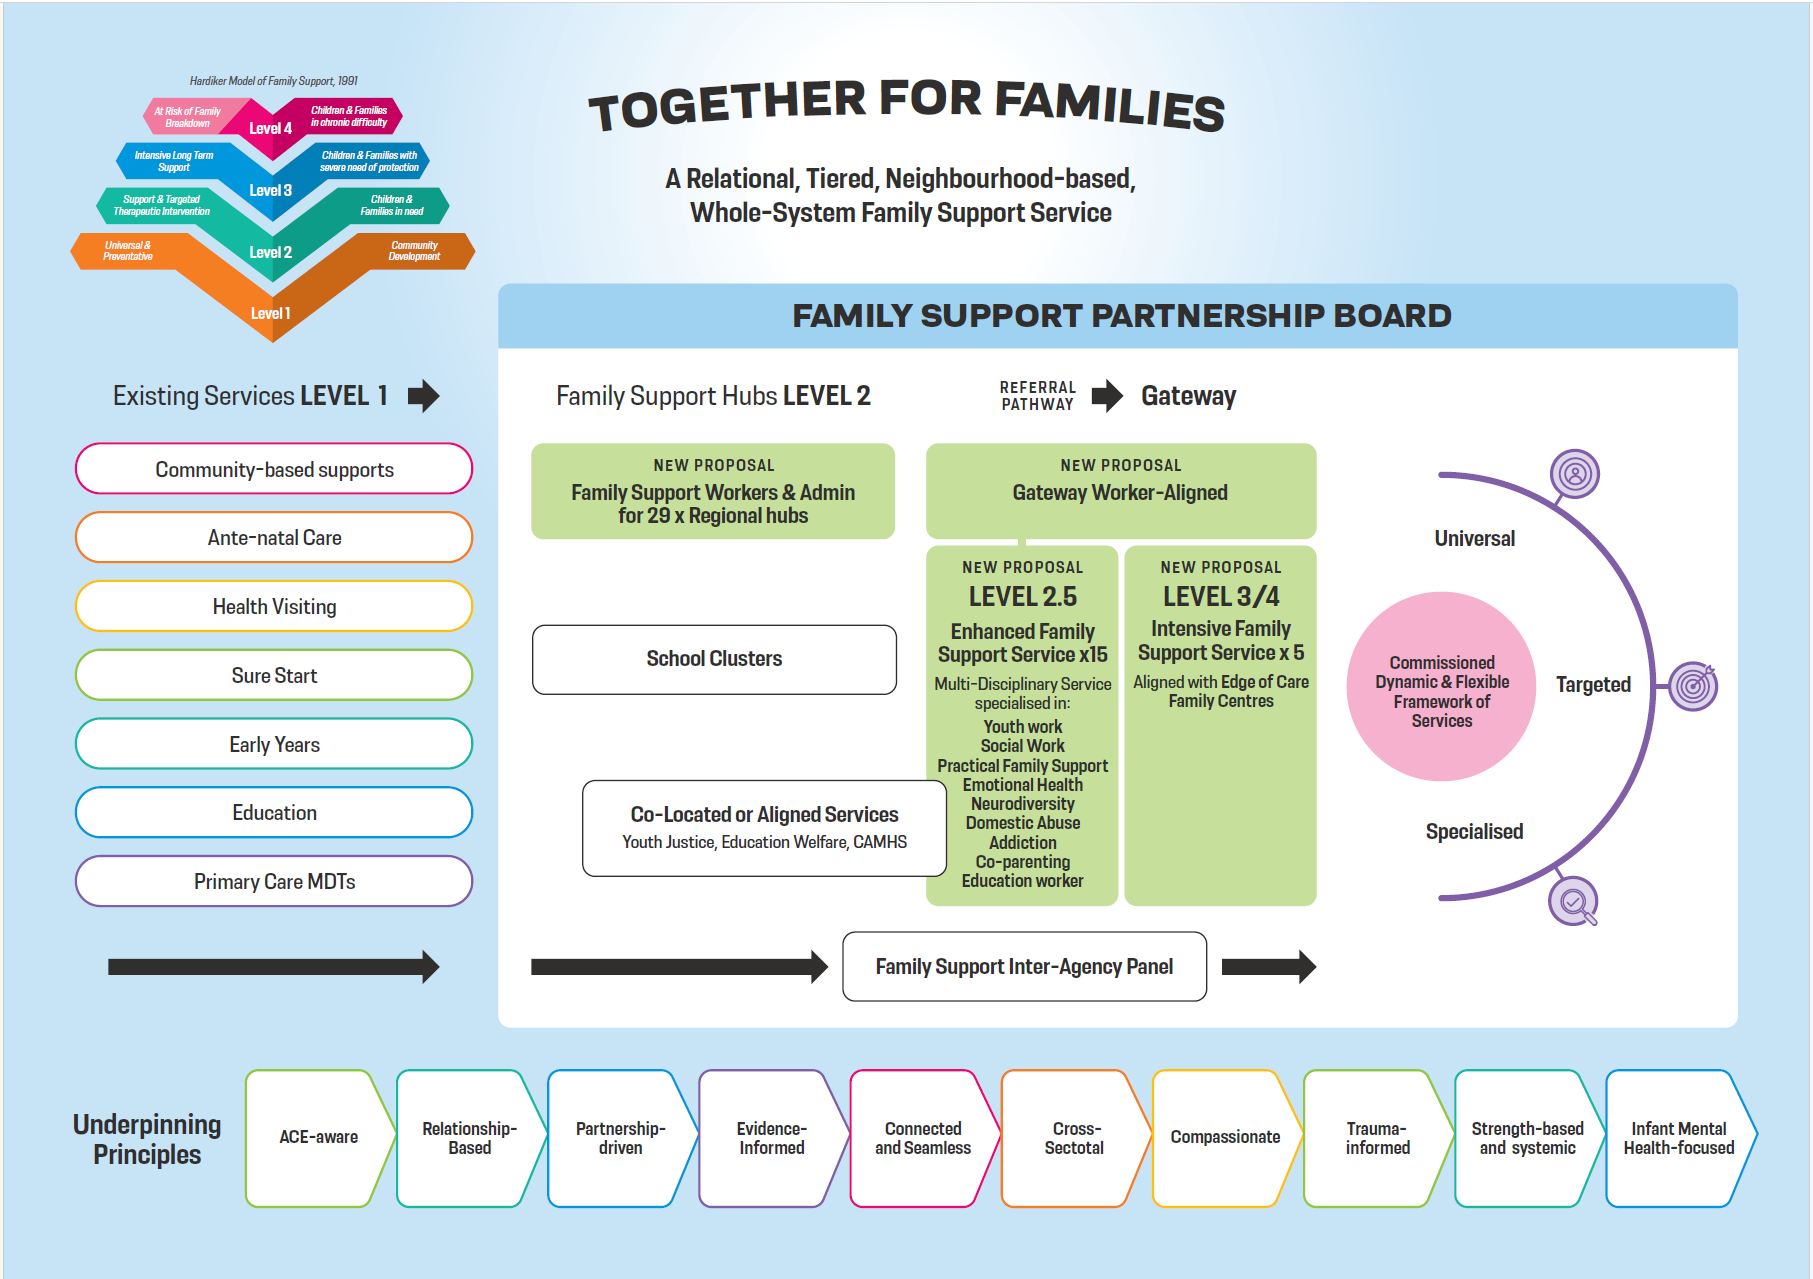 Hardiker Model of Family Support, 1991
At Risk of Family
Breakdown
Level 4
Children & Families
in chronic difficulty
Intensive Long Term
Support
Level 3
Children & Families with
severe need of protection
Support & Targeted
Therapeutic Intervention
Level 2
Children &
Families in need
Universal &
Preventative
Level 1
Community
Development
TOGETHER FOR FAMILIES
A Relational, Tiered, Neighbourhood-based,
Whole-System Family Support Service
FAMILY SUPPORT PARTNERSHIP BOARD
Existing Services LEVEL 1
Community-based supports
Ante-natal Care
Health Visiting
Sure Start
Early Years
Education
Primary Care MDTs
Family Support Hubs LEVEL 2
NEW PROPOSAL
Family Support Workers & Admin
for 29 x Regional hubs
School Clusters
Co-Located or Aligned Services
Youth Justice, Education Welfare, CAMHS
REFERRAL
PATHWAY
Gateway
NEW PROPOSAL
Gateway Worker-Aligned
NEW PROPOSAL
LEVEL 2.5
Enhanced Family
Support Service x15
Multi-Disciplinary Service
specialised in:
Youth work
Social Work
Practical Family Support
Emotional Health
Neurodiversity
Domestic Abuse
Addiction
Co-parenting
Education worker
NEW PROPOSAL
LEVEL 3/4
Intensive Family
Support Service x 5
Aligned with Edge of Care
Family Centres
Universal
Commissioned
Dynamic & Flexible
Framework of
Services
Targeted
Specialised
Family Support Inter-Agency Panel
Underpinning
Principles
ACE-aware
Relationship-
Based
Partnership-
driven
Evidence-
Informed
Connected
and Seamless
Cross-
Sectotal
Compassionate
Trauma-
informed
Strength-based
and systemic
Infant Mental
Health-focused